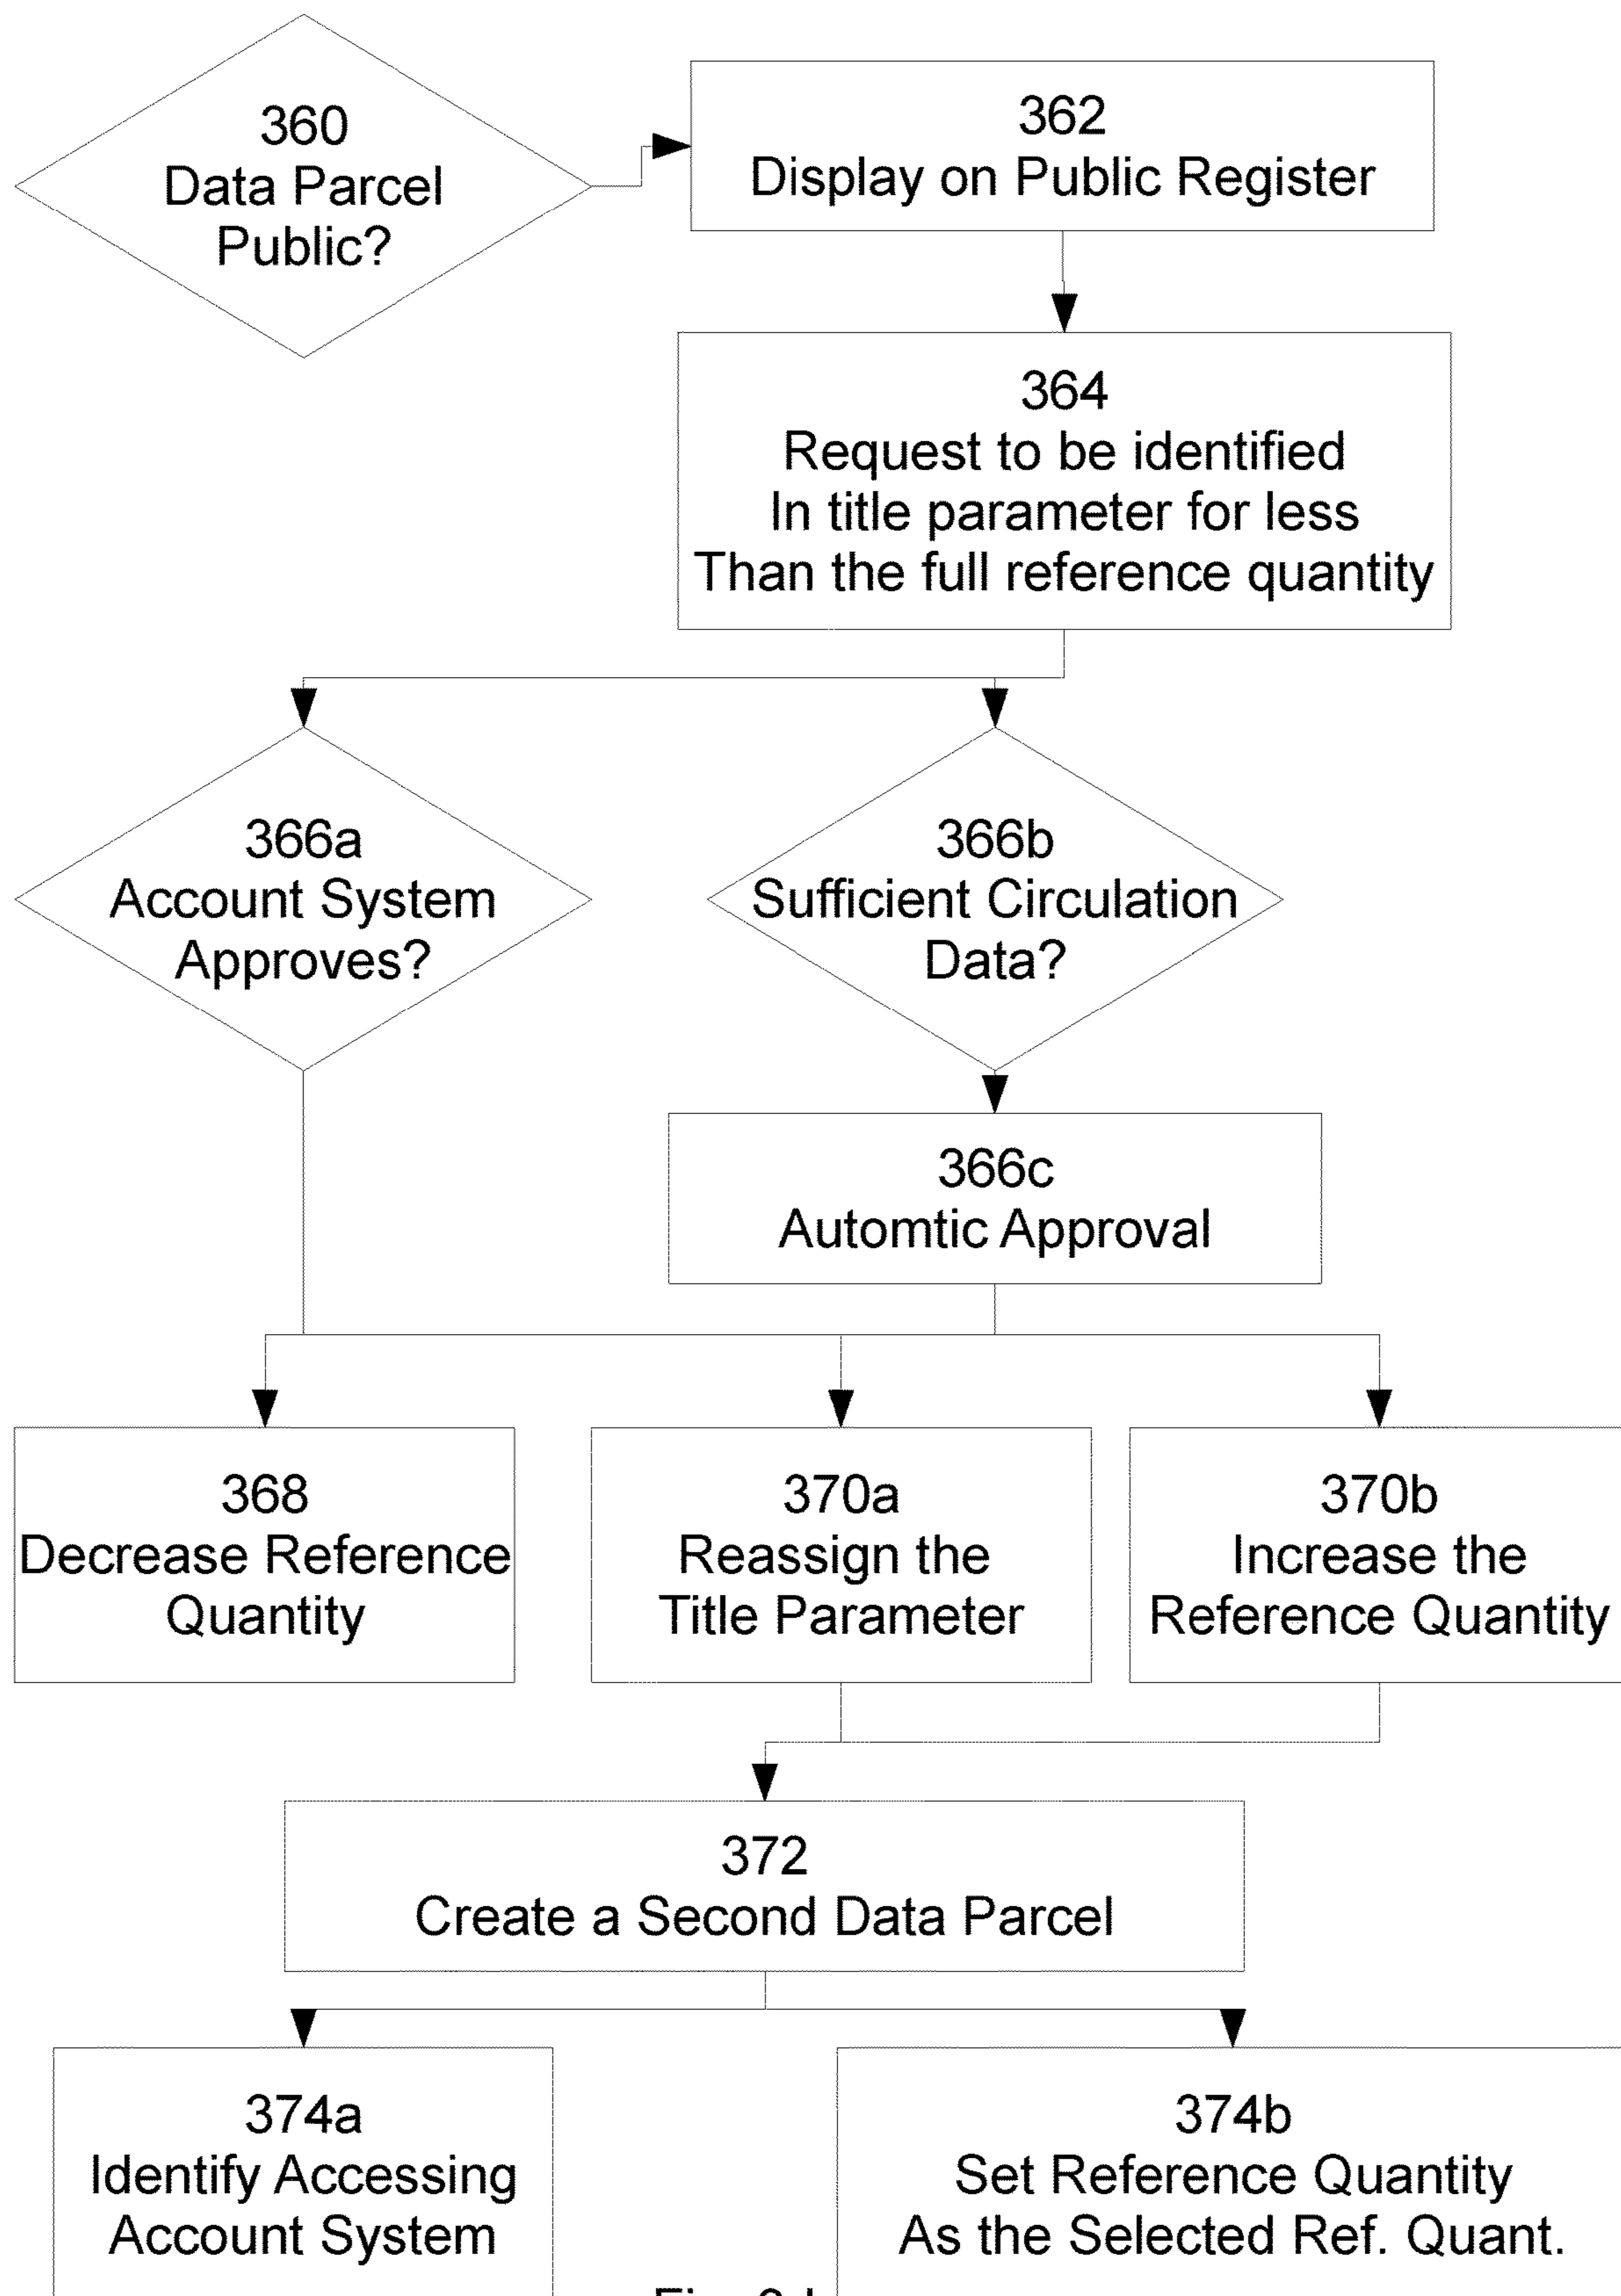 360
Data Parcel
Public?
362
Display on Public Register
364
Request to be identified
In title parameter for less
Than the full reference quantity
366a
Account System
Approves?
366b
Sufficient Circulation
Data?
366c
Automtic Approval
368
Decrease Reference
Quantity
370a
Reassign the
Title Parameter
370b
Increase the
Reference Quantity
372
Create a Second Data Parcel
374a
Identify Accessing
Account System
374b
Set Reference Quantity
As the Selected Ref. Quant.